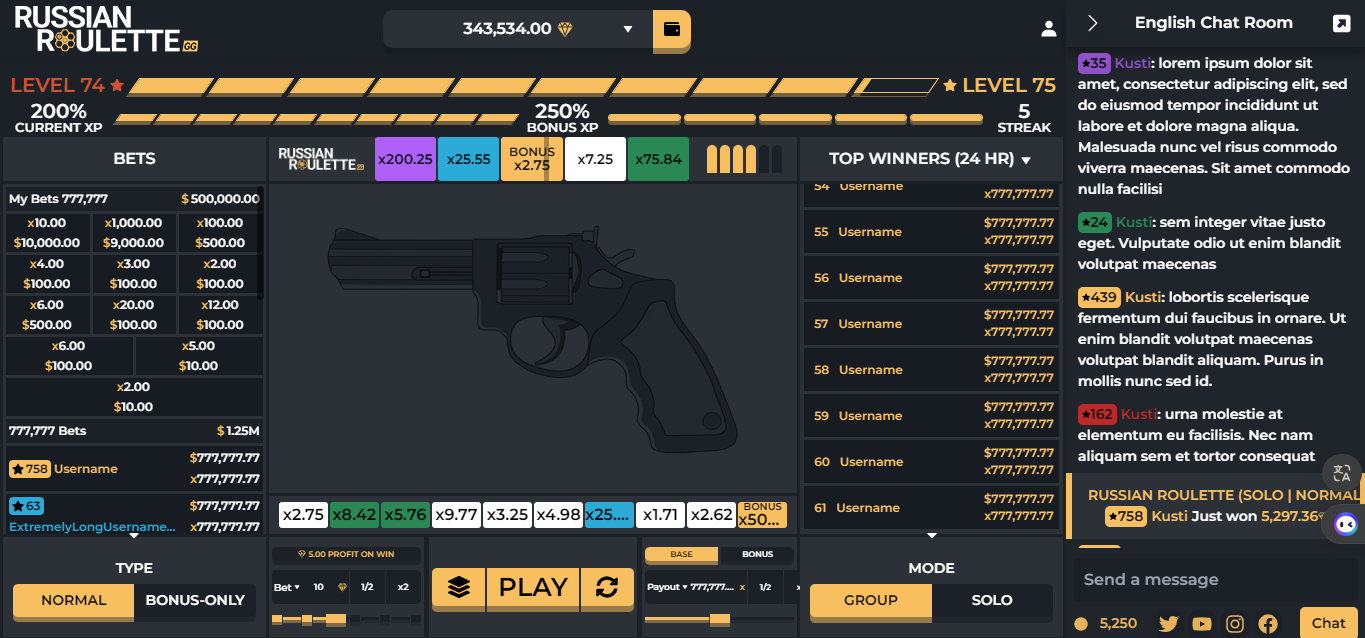 RUSSIAN
ROULETTE GG
343,534.00
English Chat Room
LEVEL 74
LEVEL 75
200%
CURRENT XP
250%
BONUS XP
5
STREAK
BETS
RUSSIAN
ROULETTE GG
x200.25
x25.55
BONUS
x2.75
x7.25
x75.84
TOP WINNERS (24 HR)
My Bets 777,777
$ 500,000.00
x10.00 x1,000.00 x100.00
$10,000.00 $9,000.00 $500.00
x4.00 x3.00 x2.00
$100.00 $100.00 $100.00
x6.00 x20.00 x12.00
$500.00 $100.00 $100.00
x6.00 x5.00
$100.00 $10.00
x2.00
$10.00
777,777 Bets
$ 1.25M
758 Username
$777,777.77
x777,777.77
63
ExtremelyLongUsername...
$777,777.77
x777,777.77
54 Username
x777,777.77
55 Username
$777,777.77
x777,777.77
56 Username
$777,777.77
x777,777.77
57 Username
$777,777.77
x777,777.77
58 Username
$777,777.77
x777,777.77
59 Username
$777,777.77
x777,777.77
60 Username
$777,777.77
x777,777.77
61 Username
$777,777.77
x777,777.77
x2.75
x8.42
x5.76
x9.77
x3.25
x4.98
x25....
x1.71
x2.62
BONUS
x50...
TYPE
NORMAL
BONUS-ONLY
5.00 PROFIT ON WIN
Bet 10 1/2 x2
PLAY
BASE BONUS
Payout 777,777.... x 1/2
MODE
GROUP
SOLO
35 Kusti: lorem ipsum dolor sit
amet, consectetur adipiscing elit, sed
do eiusmod tempor incididunt ut
labore et dolore magna aliqua.
Malesuada nunc vel risus commodo
viverra maecenas. Sit amet commodo
nulla facilisi
24 Kusti: sem integer vitae justo
eget. Vulputate odio ut enim blandit
volutpat maecenas
439 Kusti: lobortis scelerisque
fermentum dui faucibus in ornare. Ut
enim blandit volutpat maecenas
volutpat blandit aliquam. Purus in
mollis nunc sed id.
162 Kusti: urna molestie at
elementum eu facilisis. Nec nam
aliquam sem et tortor consequat
RUSSIAN ROULETTE (SOLO | NORMAL
758 Kusti Just won 5,297.36
Send a message
5,250
Chat